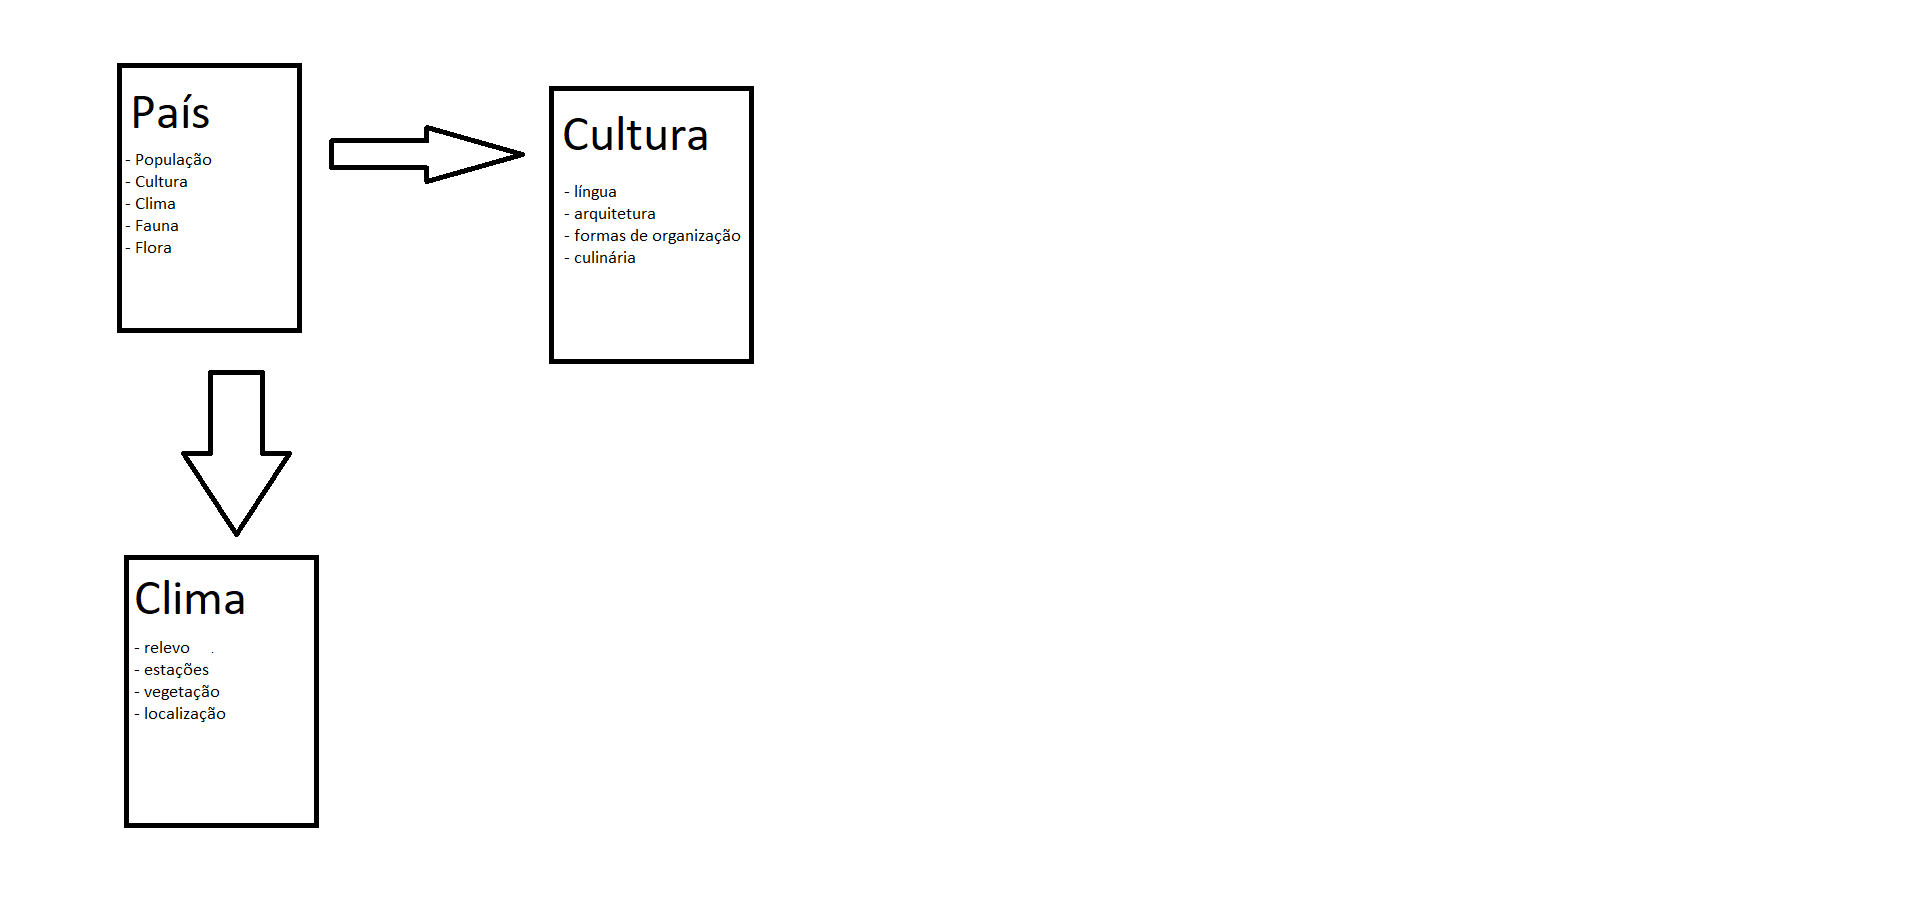 País
- População
- Cultura
- Clima
- Fauna
- Flora
Cultura
- língua
- arquitetura
- formas de organização
- culinária
Clima
- relevo .
- estações
- vegetação
- localização